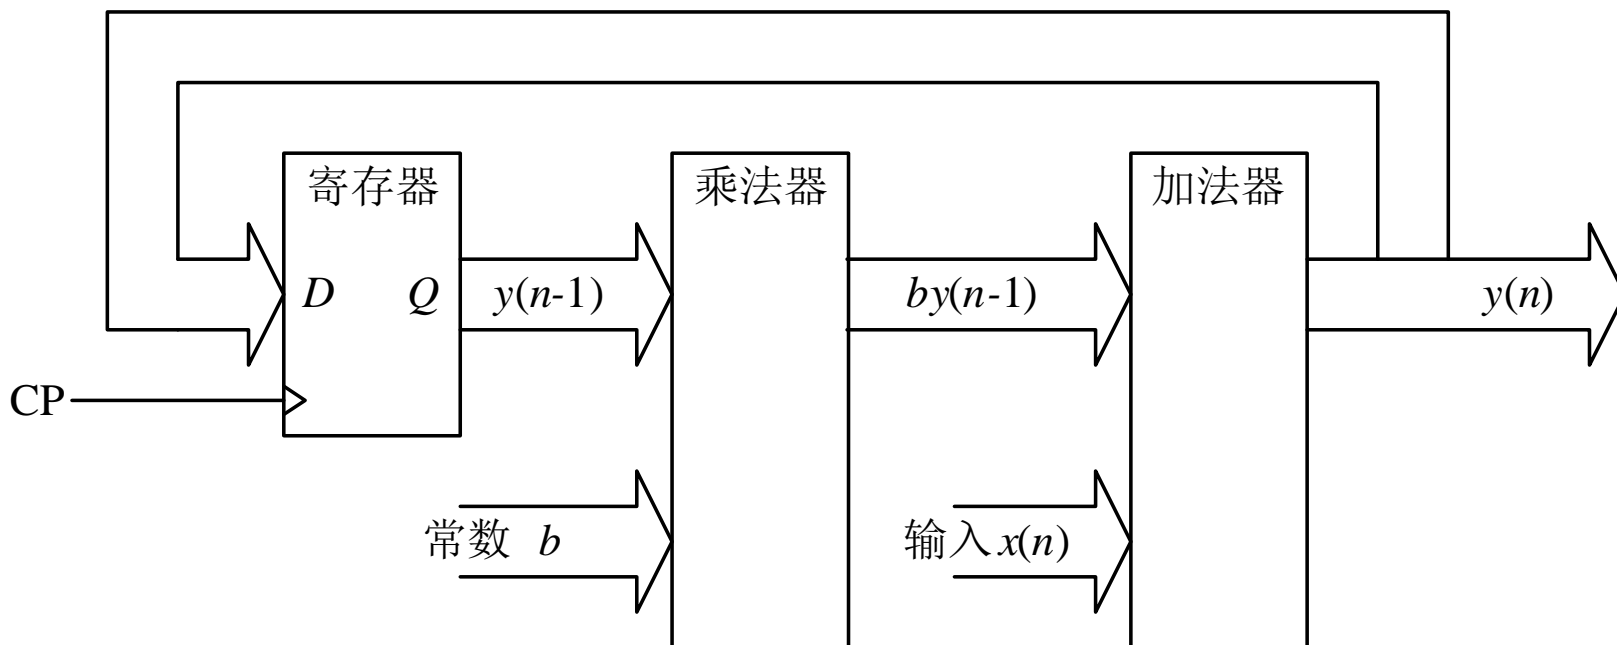 寄存器
乘法器
加法器
D Q
y(n-1)
by(n-1)
y(n)
CP
常数 b
输入x(n)